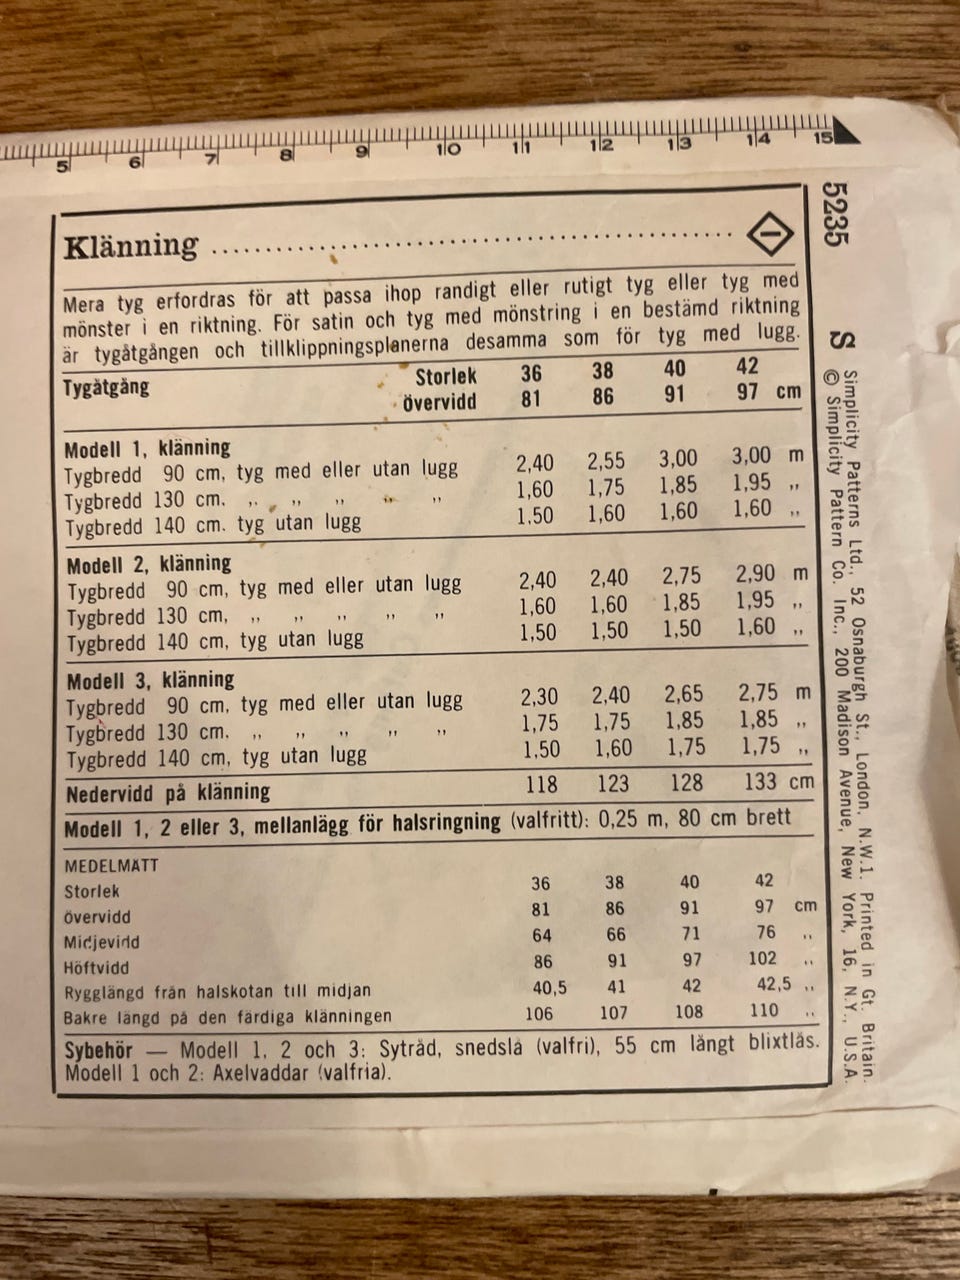 5 6 7 8 9 10 11 12 13 14 15
Klänning
Mera tyg erfordras för att passa ihop randigt eller rutigt tyg eller tyg med
mönster i en riktning. För satin och tyg med mönstring i en bestämd riktning
är tygåtgången och tillklippningsplanerna desamma som för tyg med lugg.
Tygåtgång Storlek 36 38 40 42
övervidd 81 86 91 97 cm
Modell 1, klänning
Tygbredd 90 cm, tyg med eller utan lugg 2,40 2,55 3,00 3,00 m
Tygbredd 130 cm. ,, ,, ,, ,, ,, 1,60 1,75 1,85 1,95 ,,
Tygbredd 140 cm. tyg utan lugg 1.50 1,60 1,60 1,60 ,,
Modell 2, klänning
Tygbredd 90 cm, tyg med eller utan lugg 2,40 2,40 2,75 2,90 m
Tygbredd 130 cm, ,, ,, ,, ,, ,, 1,60 1,60 1,85 1,95 ,,
Tygbredd 140 cm, tyg utan lugg 1,50 1,50 1,50 1,60 ,,
Modell 3, klänning
Tygbredd 90 cm, tyg med eller utan lugg 2,30 2,40 2,65 2,75 m
Tygbredd 130 cm. ,, ,, ,, ,, ,, 1,75 1,75 1,85 1,85 ,,
Tygbredd 140 cm, tyg utan lugg 1,50 1,60 1,75 1,75 ,,
Nedervidd på klänning 118 123 128 133 cm
Modell 1, 2 eller 3, mellanlägg för halsringning (valfritt): 0,25 m, 80 cm brett
MEDELMÅTT
Storlek 36 38 40 42
övervidd 81 86 91 97 cm
Midjevidd 64 66 71 76 ,,
Höftvidd 86 91 97 102 ,,
Rygglängd från halskotan till midjan 40,5 41 42 42,5 ,,
Bakre längd på den färdiga klänningen 106 107 108 110 ,,
Sybehör — Modell 1, 2 och 3: Sytråd, snedslå (valfri), 55 cm långt blixtlås.
Modell 1 och 2: Axelvaddar (valfria).
5235
S
Simplicity Patterns Ltd., 52 Osnaburgh St., London, N.W.1. Printed in Gt. Britain.
© Simplicity Pattern Co. Inc., 200 Madison Avenue, New York, 16, N.Y., U.S.A.